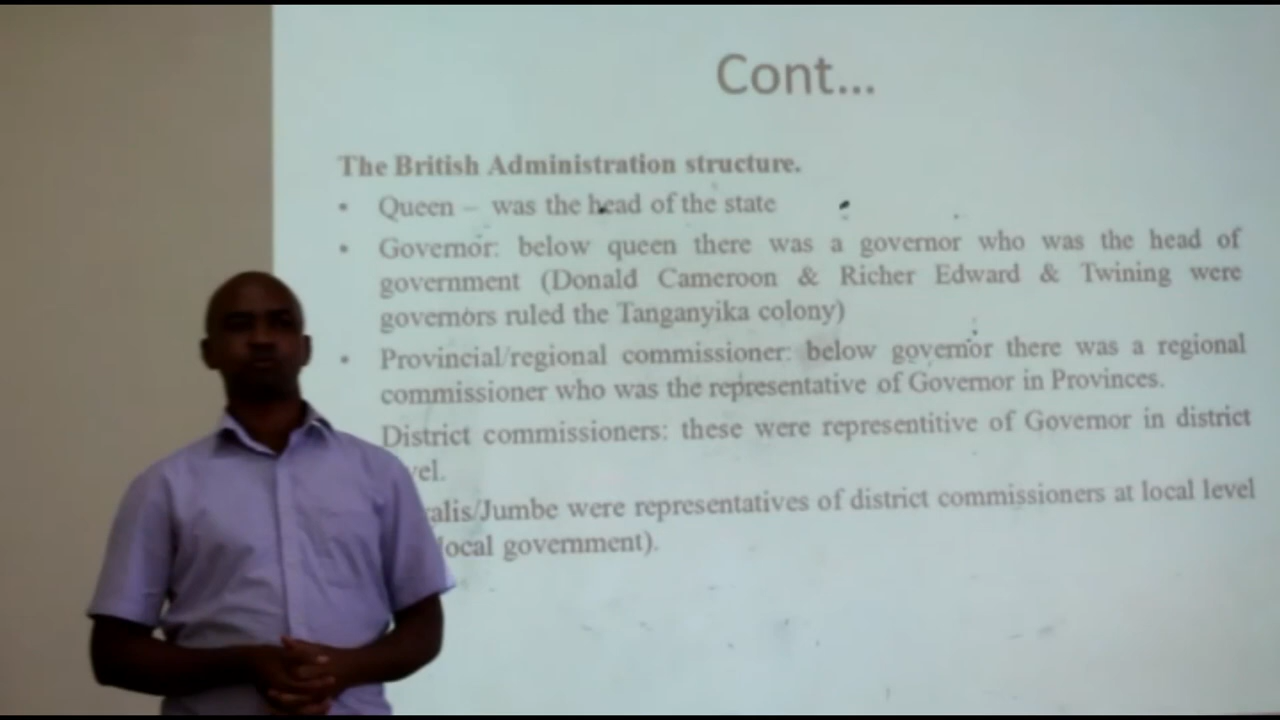 Cont...
The British Administration structure.
• Queen – was the head of the state
• Governor: below queen there was a governor who was the head of
government (Donald Cameroon & Richer Edward & Twining were
governors ruled the Tanganyika colony)
• Provincial/regional commissioner: below governor there was a regional
commissioner who was the representative of Governor in Provinces.
District commissioners: these were representitive of Governor in district
vel.
alis/Jumbe were representatives of district commissioners at local level
local government).